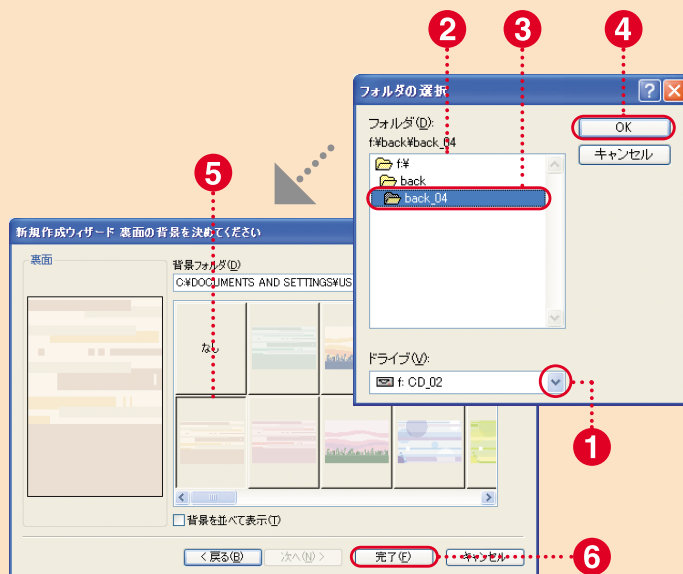 2
3
4
フォルダの選択
フォルダ(D):
f:¥back¥back_04
OK
キャンセル
f:¥
back
back_04
5
新規作成ウィザード 裏面の背景を決めてください
裏面
背景フォルダ(D)
C:¥DOCUMENTS AND SETTINGS¥US
なし
ドライブ(V):
f: CD_02
1
背景を並べて表示(T)
< 戻る(B)
次へ(N) >
完了(F)
キャンセル
6